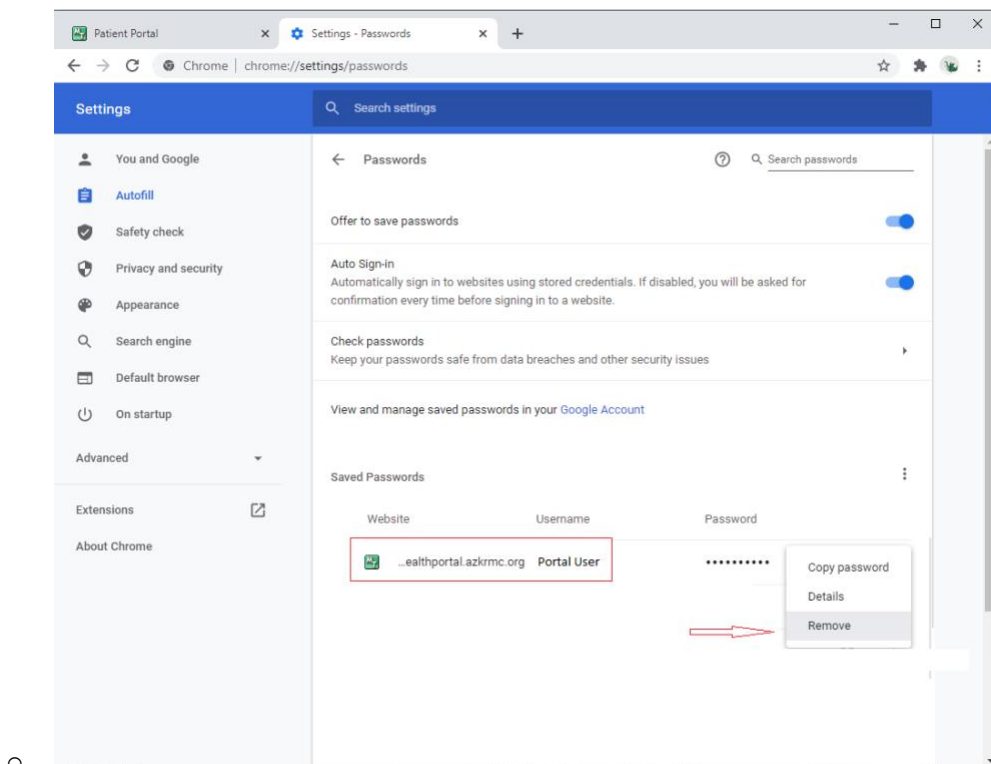 Patient Portal
Settings - Passwords
Chrome | chrome://settings/passwords
Settings
Search settings
You and Google
Autofill
Safety check
Privacy and security
Appearance
Search engine
Default browser
On startup
Advanced
Extensions
About Chrome
Passwords
Search passwords
Offer to save passwords
Auto Sign-in
Automatically sign in to websites using stored credentials. If disabled, you will be asked for
confirmation every time before signing in to a website.
Check passwords
Keep your passwords safe from data breaches and other security issues
View and manage saved passwords in your Google Account
Saved Passwords
Website Username Password
...ealthportal.azkrmc.org Portal User ••••••••••
Copy password
Details
Remove